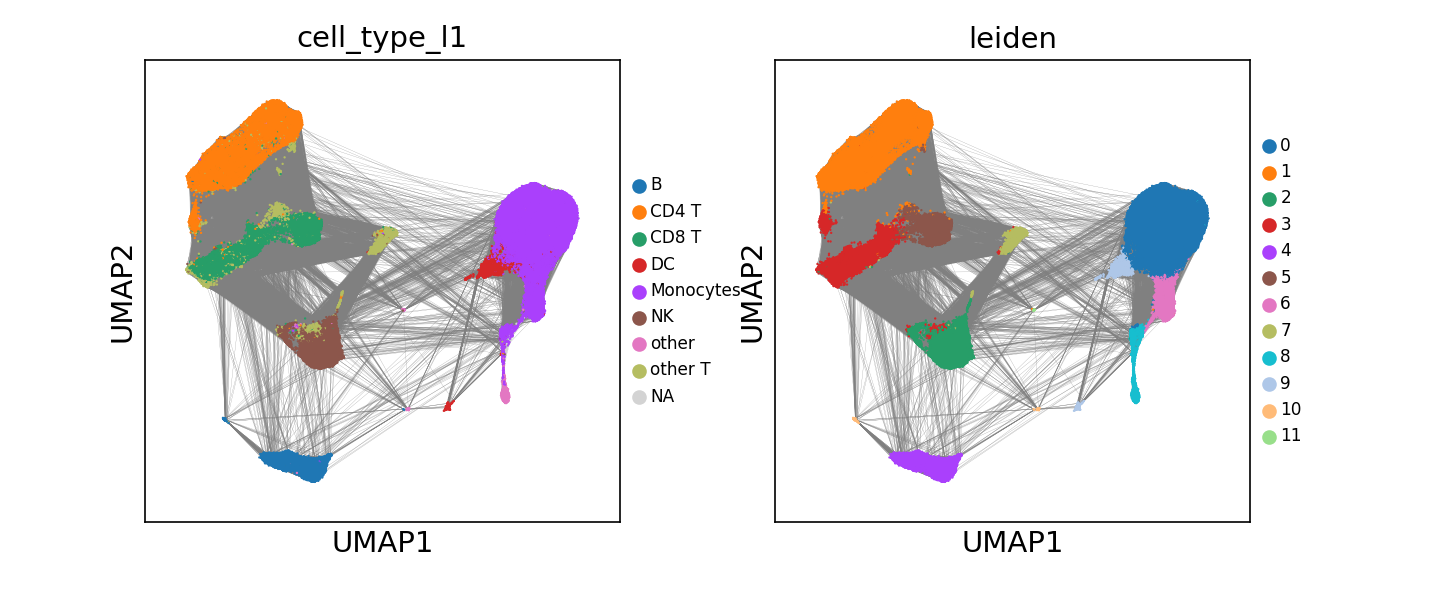 cell_type_l1
UMAP2
UMAP1
B
CD4 T
CD8 T
DC
Monocytes
NK
other
other T
NA
leiden
UMAP2
UMAP1
0
1
2
3
4
5
6
7
8
9
10
11